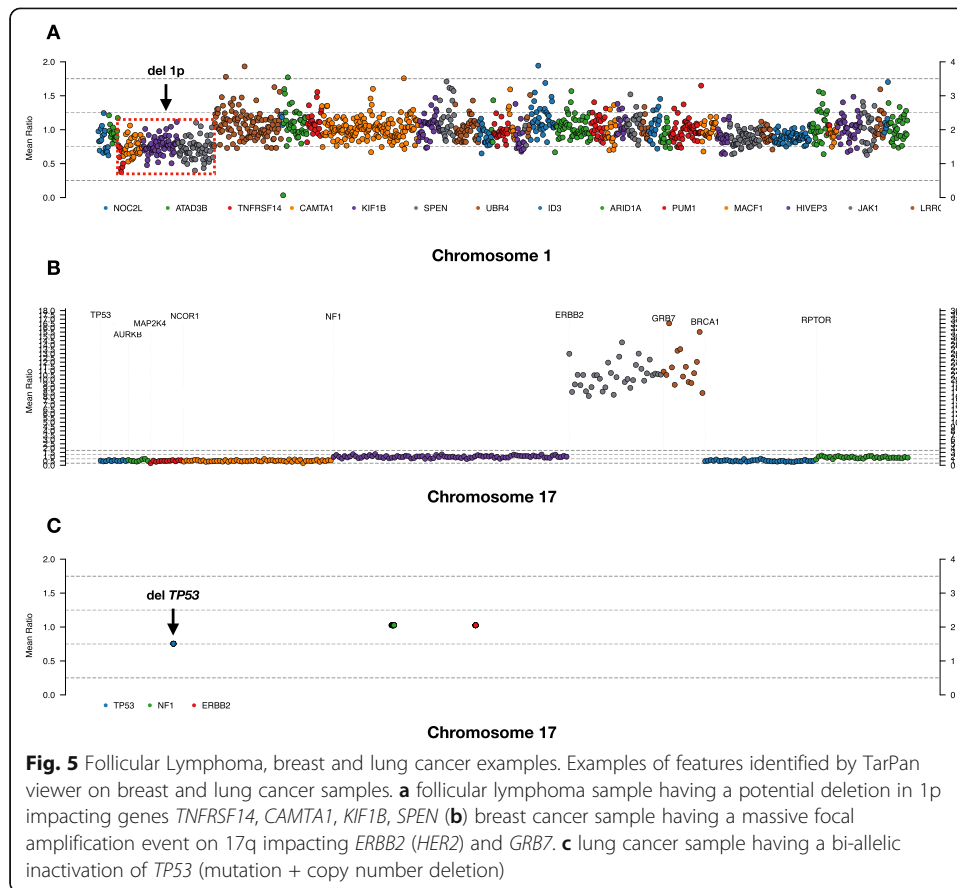 A
del 1p
2.0
1.5
1.0
0.5
0.0
Mean Ratio
4
3
2
1
0
NOC2L ATAD3B TNFRSF14 CAMTA1 KIF1B SPEN UBR4 ID3 ARID1A PUM1 MACF1 HIVEP3 JAK1 LRRC
Chromosome 1
B
TP53
AURKB
MAP2K4
NCOR1
NF1
ERBB2
GRB7
BRCA1
RPTOR
Mean Ratio
Chromosome 17
C
del TP53
2.0
1.5
1.0
0.5
0.0
Mean Ratio
4
3
2
1
0
TP53 NF1 ERBB2
Chromosome 17
Fig. 5 Follicular Lymphoma, breast and lung cancer examples. Examples of features identified by TarPan
viewer on breast and lung cancer samples. a follicular lymphoma sample having a potential deletion in 1p
impacting genes TNFRSF14, CAMTA1, KIF1B, SPEN (b) breast cancer sample having a massive focal
amplification event on 17q impacting ERBB2 (HER2) and GRB7. c lung cancer sample having a bi-allelic
inactivation of TP53 (mutation + copy number deletion)